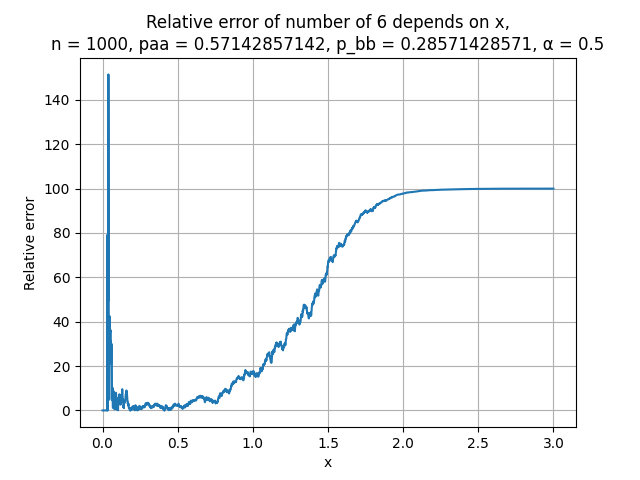 Relative error of number of 6 depends on x,
n = 1000, paa = 0.57142857142, p_bb = 0.28571428571, α = 0.5
140
120
100
80
60
40
20
0
Relative error
0.0 0.5 1.0 1.5 2.0 2.5 3.0
x